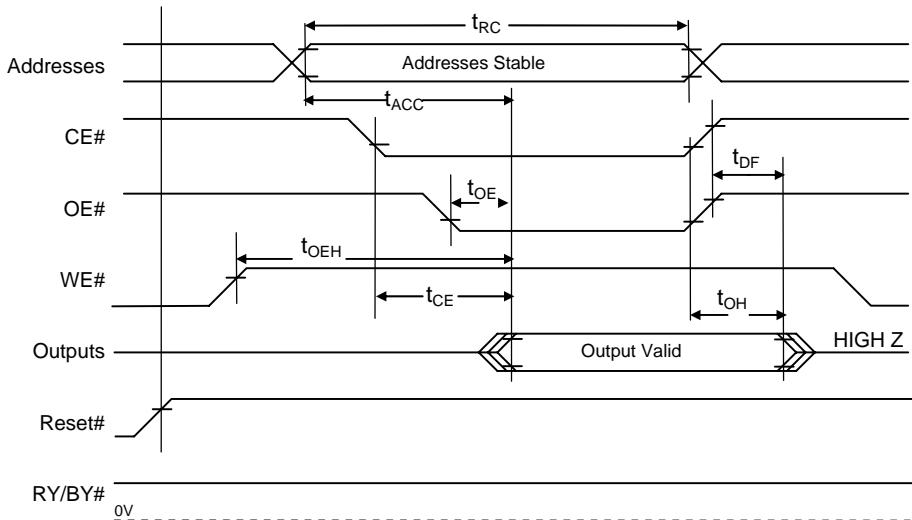 tRC
Addresses
Addresses Stable
tACC
CE#
tDF
tOE
OE#
tOEH
WE#
tCE
tOH
Outputs
Output Valid
HIGH Z
Reset#
RY/BY#
0V